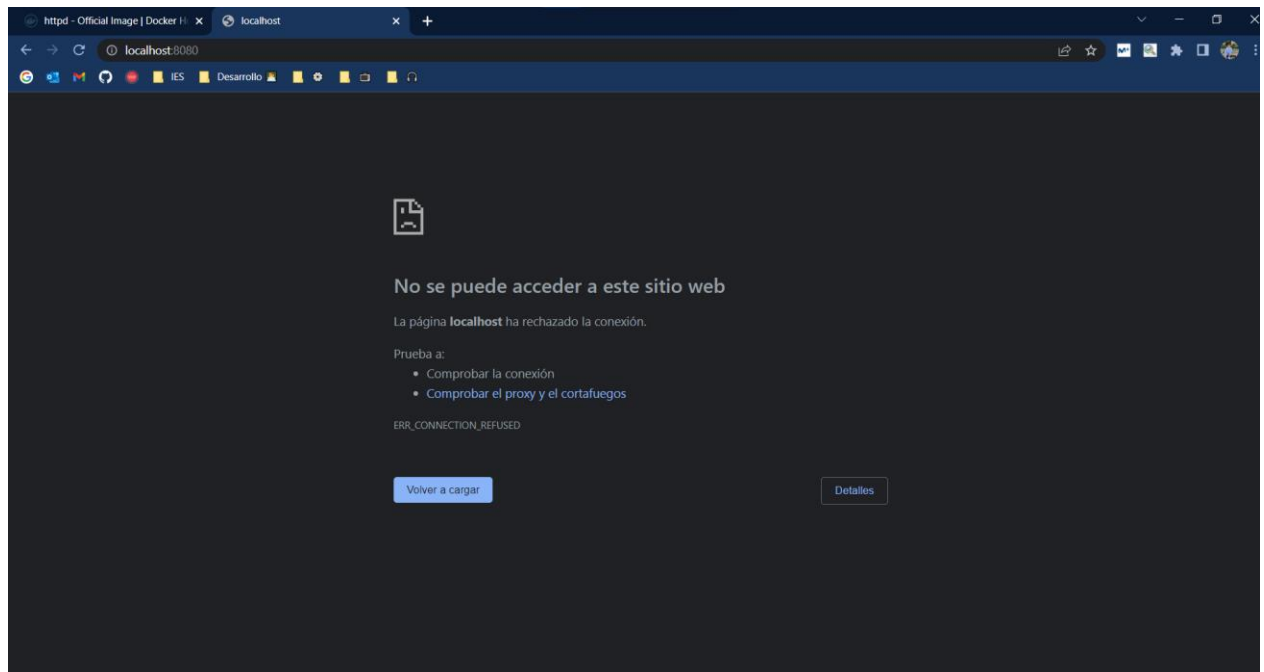 httpd - Official Image | Docker H
localhost
localhost:8080
IES
Desarrollo
No se puede acceder a este sitio web
La página localhost ha rechazado la conexión.
Prueba a:
Comprobar la conexión
Comprobar el proxy y el cortafuegos
ERR_CONNECTION_REFUSED
Volver a cargar
Detalles